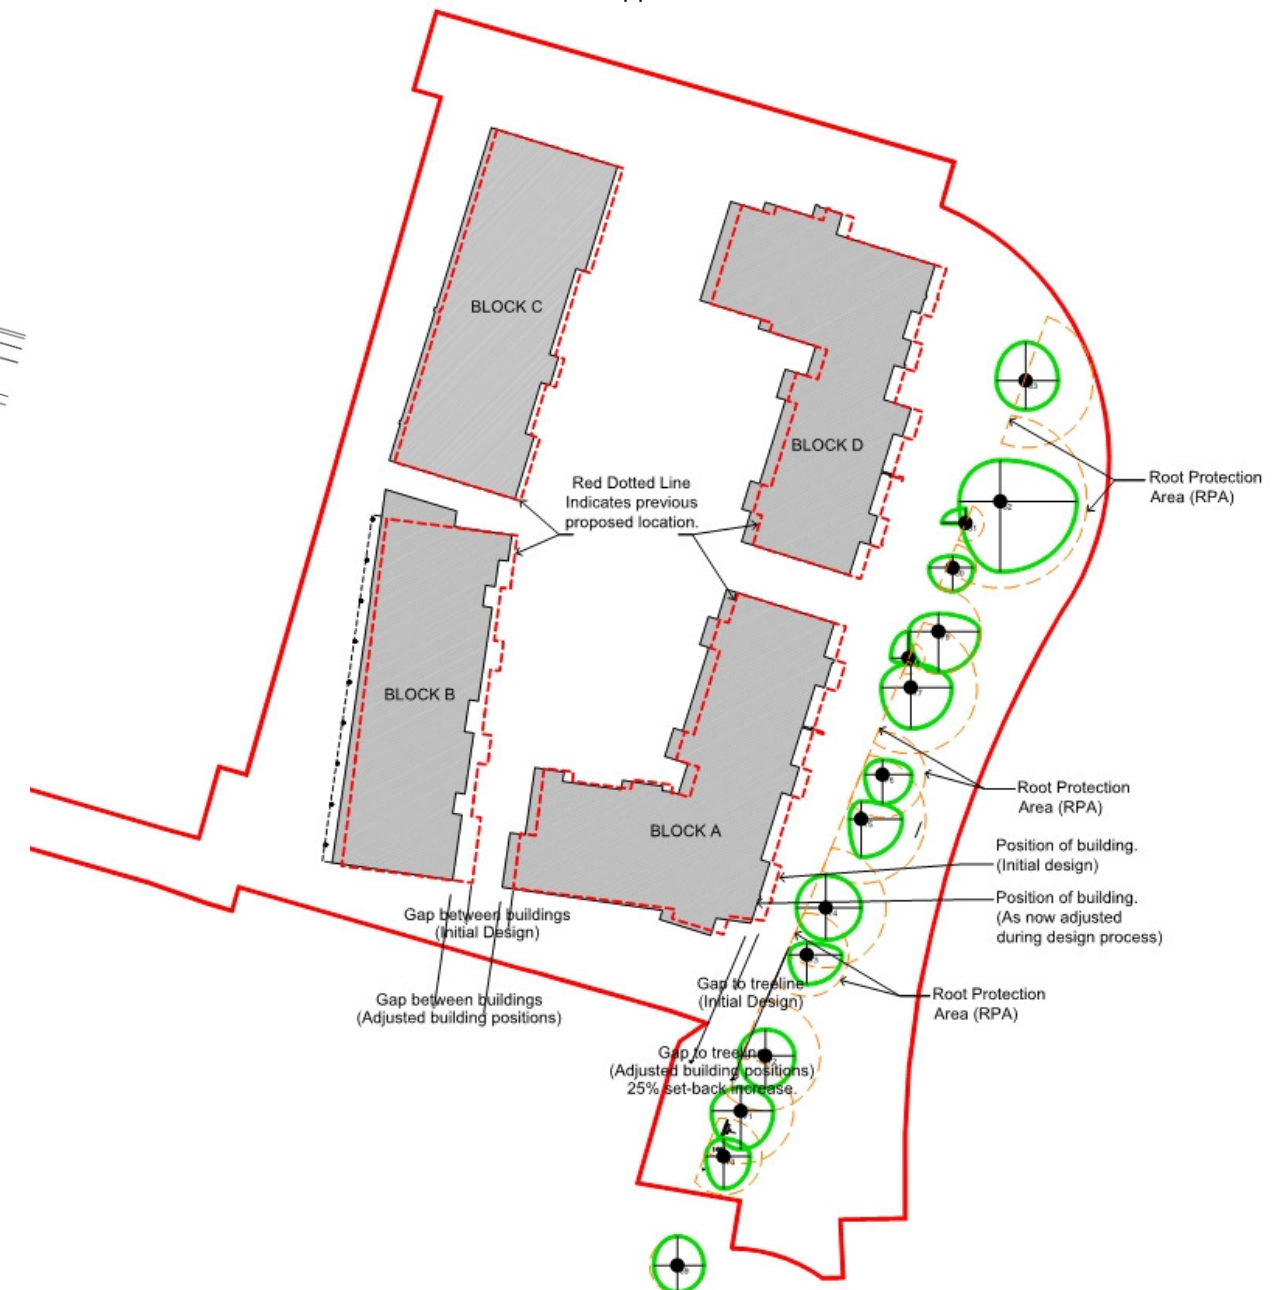 BLOCK C
BLOCK D
Red Dotted Line
Indicates previous
proposed location.
Root Protection
Area (RPA)
BLOCK B
Root Protection
Area (RPA)
BLOCK A
Position of building.
(Initial design)
Position of building.
(As now adjusted
during design process)
Gap between buildings
(Initial Design)
Gap to treeline
(Initial Design)
Root Protection
Area (RPA)
Gap between buildings
(Adjusted building positions)
Gap to treeline
(Adjusted building positions)
25% set-back increase.